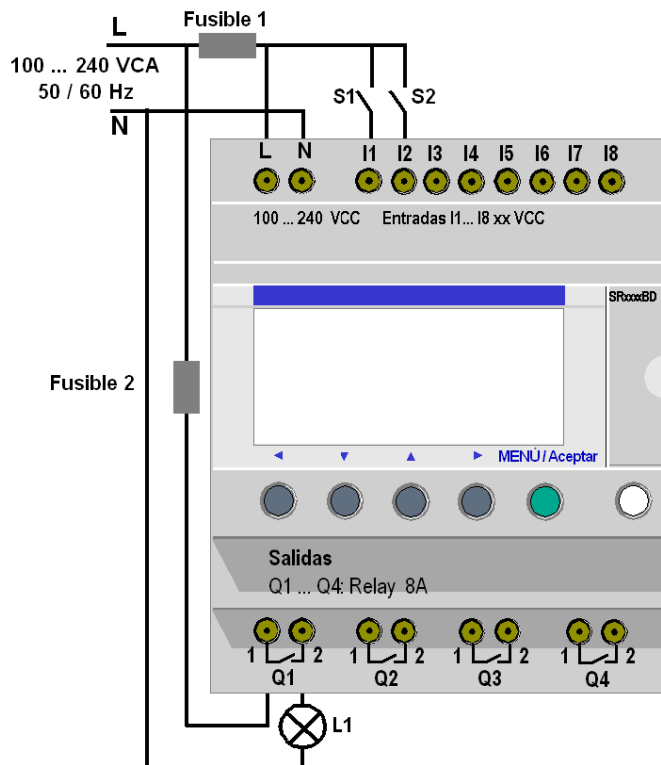 Fusible 1
L
100 ... 240 VCA
50 / 60 Hz
N
S1 S2
L N I1 I2 I3 I4 I5 I6 I7 I8
100 ... 240 VCC Entradas I1... I8 xx VCC
SRxxxxBD
Fusible 2
MENÚ / Aceptar
Salidas
Q1 ... Q4: Relay 8A
1 2 1 2 1 2 1 2
Q1 Q2 Q3 Q4
L1